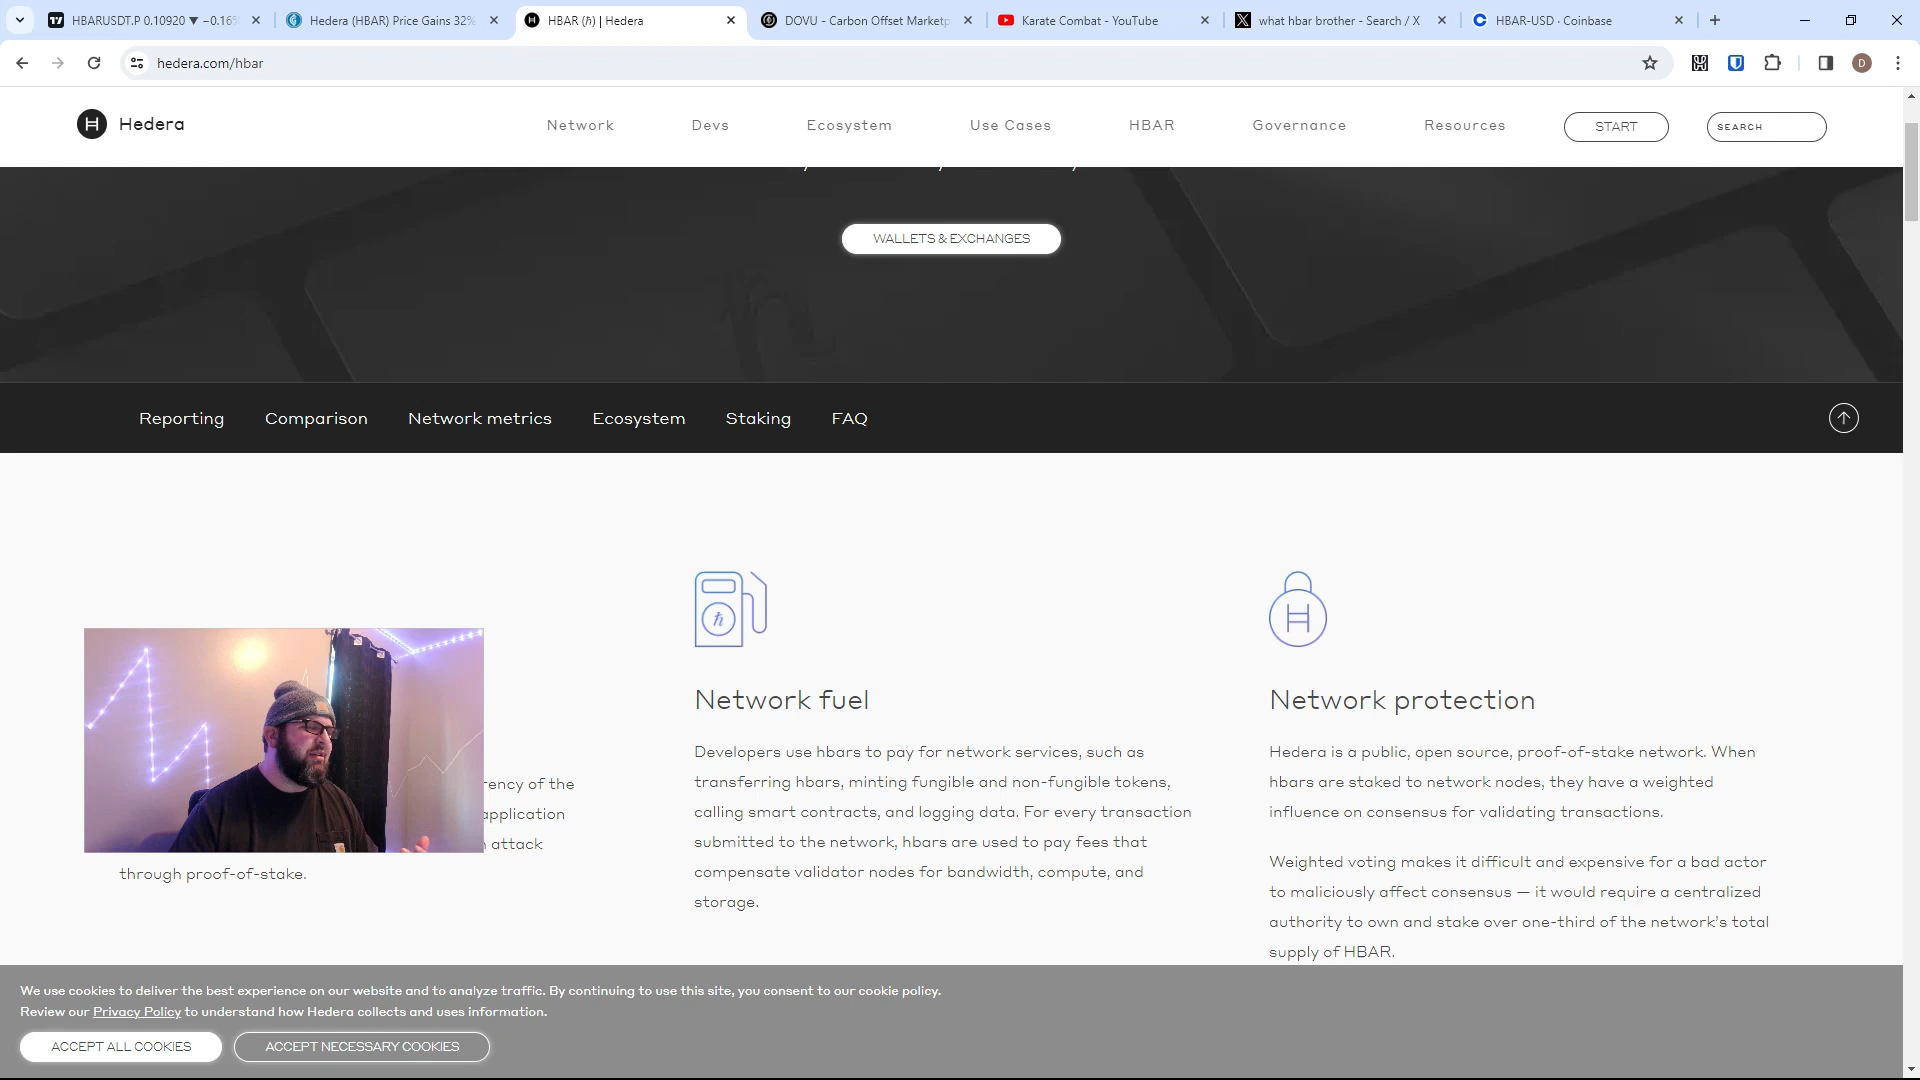 HBARUSDT.P 0.10920 ▼ −0.16%
Hedera (HBAR) Price Gains 32%
HBAR (ℏ) | Hedera
DOVU - Carbon Offset Marketp
Karate Combat - YouTube
what hbar brother - Search / X
HBAR-USD · Coinbase
hedera.com/hbar
D
Hedera
Network
Devs
Ecosystem
Use Cases
HBAR
Governance
Resources
START
SEARCH
WALLETS & EXCHANGES
Reporting
Comparison
Network metrics
Ecosystem
Staking
FAQ
rency of the
application
attack
through proof-of-stake.
Network fuel
Developers use hbars to pay for network services, such as
transferring hbars, minting fungible and non-fungible tokens,
calling smart contracts, and logging data. For every transaction
submitted to the network, hbars are used to pay fees that
compensate validator nodes for bandwidth, compute, and
storage.
Network protection
Hedera is a public, open source, proof-of-stake network. When
hbars are staked to network nodes, they have a weighted
influence on consensus for validating transactions.
Weighted voting makes it difficult and expensive for a bad actor
to maliciously affect consensus — it would require a centralized
authority to own and stake over one-third of the network's total
supply of HBAR.
We use cookies to deliver the best experience on our website and to analyze traffic. By continuing to use this site, you consent to our cookie policy.
Review our Privacy Policy to understand how Hedera collects and uses information.
ACCEPT ALL COOKIES
ACCEPT NECESSARY COOKIES